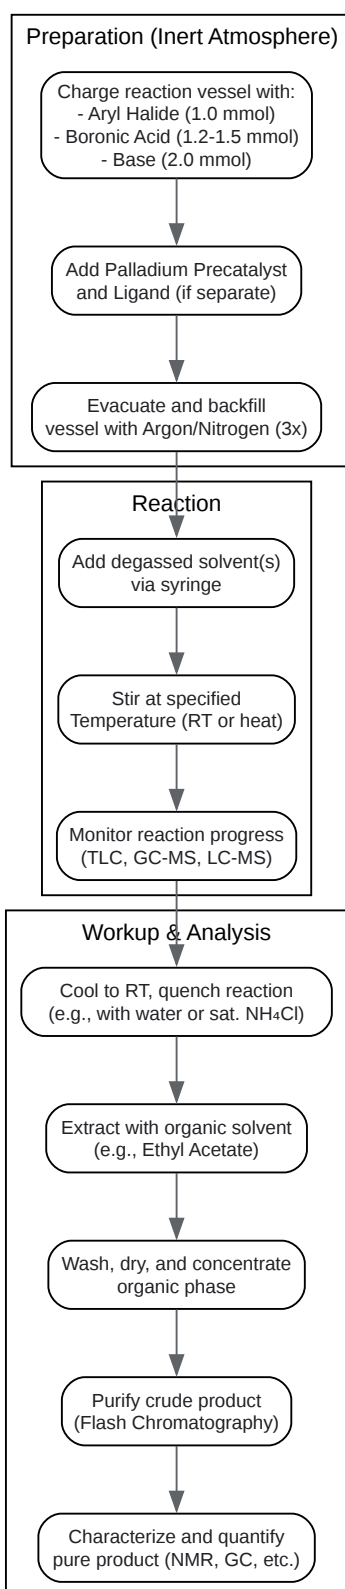 Preparation (Inert Atmosphere)
Charge reaction vessel with:
- Aryl Halide (1.0 mmol)
- Boronic Acid (1.2-1.5 mmol)
- Base (2.0 mmol)
Add Palladium Precatalyst
and Ligand (if separate)
Evacuate and backfill
vessel with Argon/Nitrogen (3x)
Reaction
Add degassed solvent(s)
via syringe
Stir at specified
Temperature (RT or heat)
Monitor reaction progress
(TLC, GC-MS, LC-MS)
Workup & Analysis
Cool to RT, quench reaction
(e.g., with water or sat. NH₄Cl)
Extract with organic solvent
(e.g., Ethyl Acetate)
Wash, dry, and concentrate
organic phase
Purify crude product
(Flash Chromatography)
Characterize and quantify
pure product (NMR, GC, etc.)